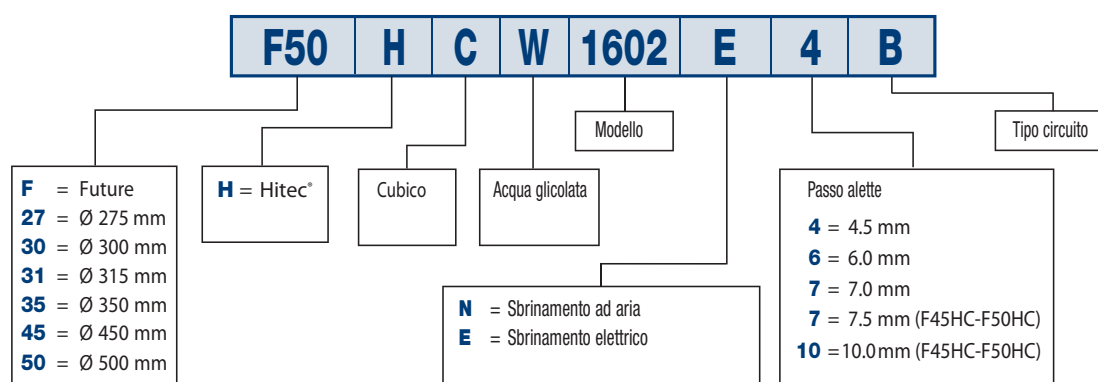 F50 H C W 1602 E 4 B
Modello
Tipo circuito
F = Future
27 = Ø 275 mm
30 = Ø 300 mm
31 = Ø 315 mm
35 = Ø 350 mm
45 = Ø 450 mm
50 = Ø 500 mm
H = Hitec®
Cubico
Acqua glicolata
N = Sbrinamento ad aria
E = Sbrinamento elettrico
Passo alette
4 = 4.5 mm
6 = 6.0 mm
7 = 7.0 mm
7 = 7.5 mm (F45HC-F50HC)
10 =10.0mm (F45HC-F50HC)